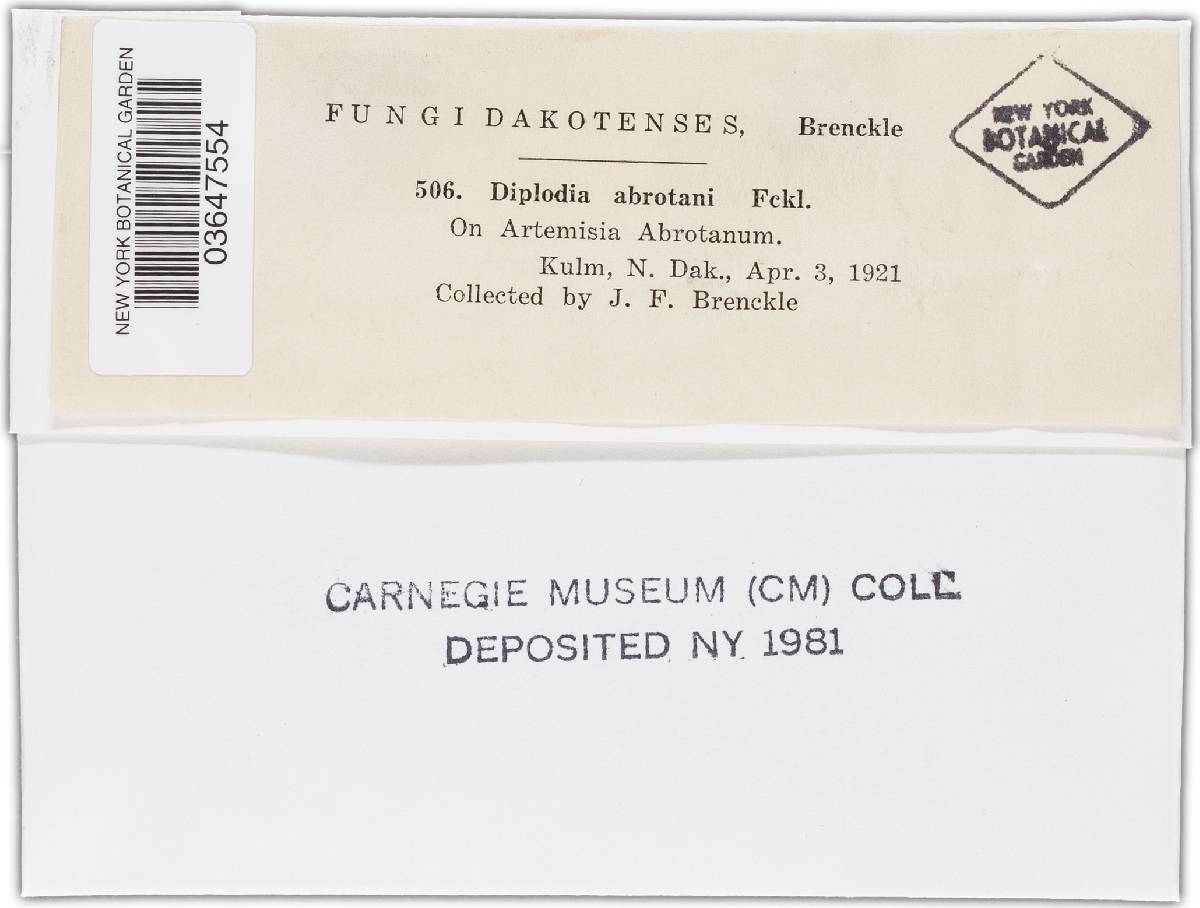 NEW YORK BOTANICAL GARDEN
03647554
FUNGI DAKOTENSES, Brenckle
NEW YORK
BOTANICAL
GARDEN
506. Diplodia abrotani Fckl.
On Artemisia Abrotanum.
Kulm, N. Dak., Apr. 3, 1921
Collected by J. F. Brenckle
CARNEGIE MUSEUM (CM) COLL
DEPOSITED NY 1981